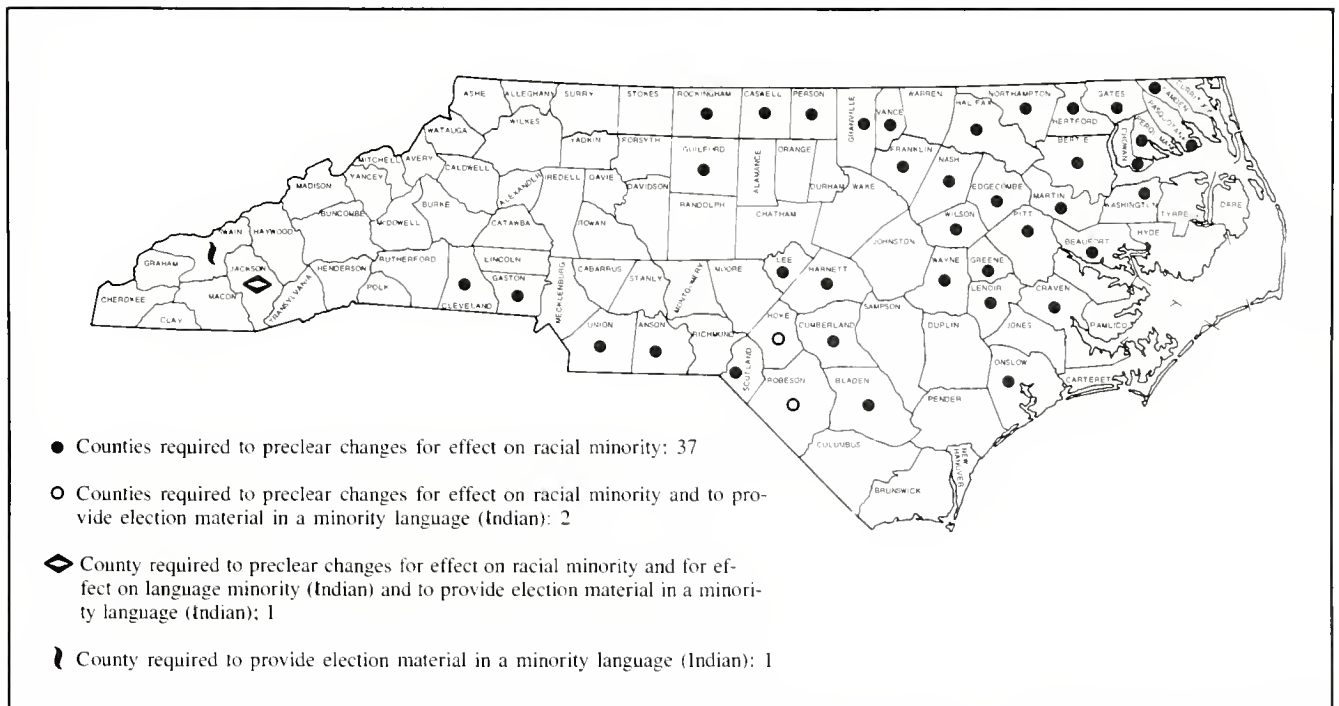 ASHE
ALLEGHANY
SURRY
STOKES
ROCKINGHAM
CASWELL
PERSON
GRANVILLE
VANCE
WARREN
HALIFAX
NORTHAMPTON
GATES
HERTFORD
CAMDEN
PASQUOTANK
WATAUGA
WILKES
YADKIN
FORSYTH
GUILFORD
ALAMANCE
ORANGE
DURHAM
FRANKLIN
NASH
BERTIE
CHOWAN
MITCHELL
AVERY
CALDWELL
ALEXANDER
IREDELL
DAVIE
DAVIDSON
RANDOLPH
CHATHAM
WAKE
EDGECOMBE
MARTIN
WASHINGTON
TYRRE
DARE
MADISON
YANCEY
BURKE
BUNCOMBE
McDOWELL
CATAWBA
ROWAN
JOHNSTON
WILSON
PITT
BEAUFORT
HYDE
SWAIN
HAYWOOD
RUTHERFORD
LINCOLN
GASTON
CABARRUS
STANLY
MONTGOMERY
MOORE
LEE
HARNETT
WAYNE
GREENE
LENOIR
CRAVEN
GRAHAM
JACKSON
HENDERSON
POLK
CLEVELAND
MECKLENBURG
CHEROKEE
MACON
CLAY
TRANSYLVANIA
UNION
ANSON
RICHMOND
SCOTLAND
HOKE
CUMBERLAND
SAMPSON
DUPLIN
JONES
PAMLICO
ONSLOW
CARTERET
ROBESON
BLADEN
PENDER
COLUMBUS
NEW
HANOVER
BRUNSWICK
Counties required to preclear changes for effect on racial minority: 37
Counties required to preclear changes for effect on racial minority and to pro-
vide election material in a minority language (Indian): 2
County required to preclear changes for effect on racial minority and for ef-
fect on language minority (Indian) and to provide election material in a minori-
ty language (Indian); 1
County required to provide election material in a minority language (Indian): 1